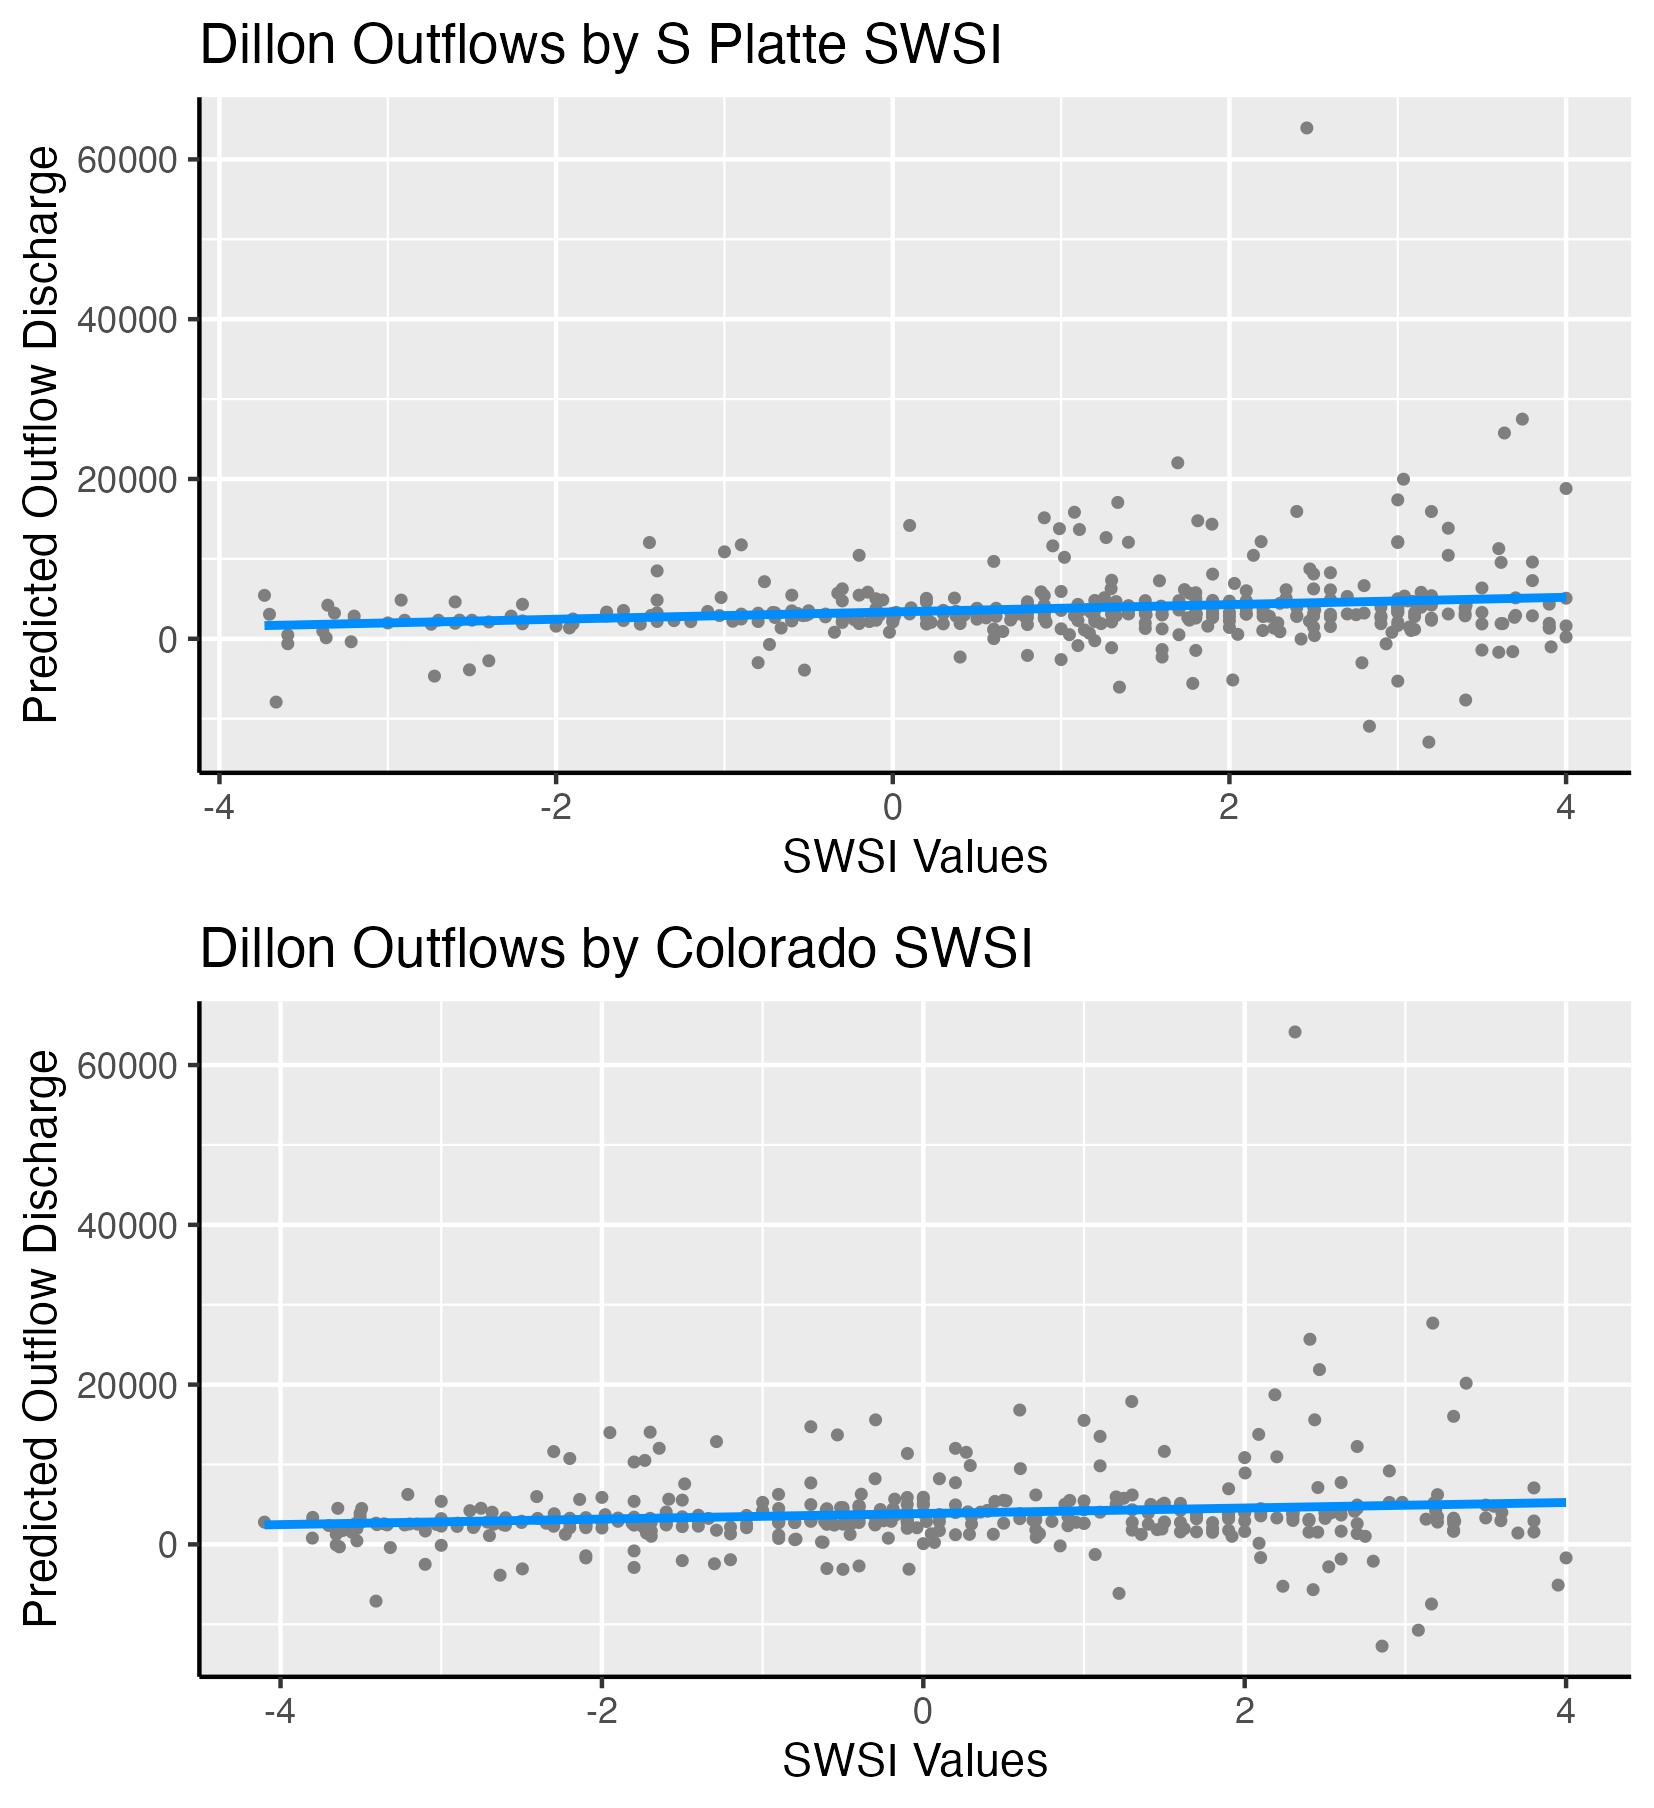 Dillon Outflows by S Platte SWSI
Predicted Outflow Discharge
60000
40000
20000
0
-4 -2 0 2 4
SWSI Values
Dillon Outflows by Colorado SWSI
Predicted Outflow Discharge
60000
40000
20000
0
-4 -2 0 2 4
SWSI Values